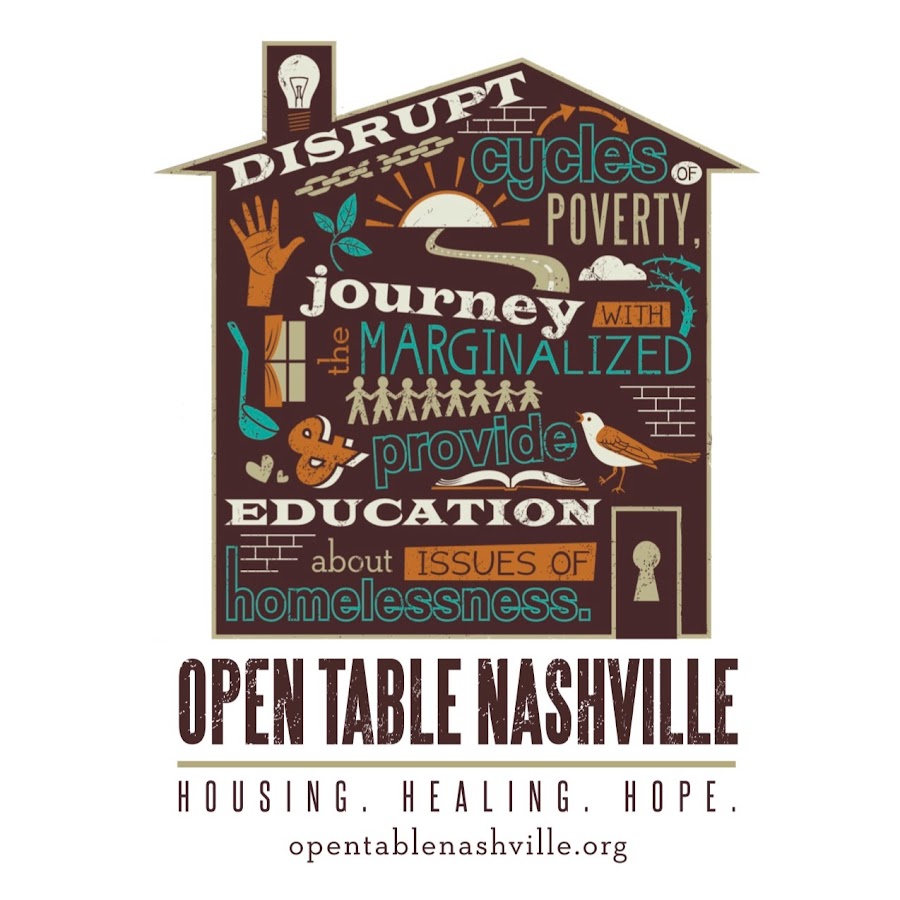 DISRUPT
cycles OF
POVERTY,
journey WITH
the MARGINALIZED
& provide
EDUCATION
about ISSUES OF
homelessness.
OPEN TABLE NASHVILLE
HOUSING. HEALING. HOPE.
opentablenashville.org